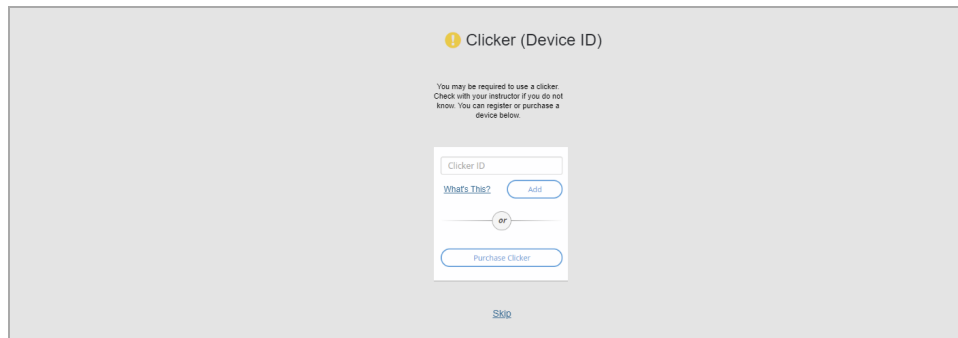 Clicker (Device ID)
You may be required to use a clicker.
Check with your instructor if you do not
know. You can register or purchase a
device below.
Clicker ID
What's This? Add
or
Purchase Clicker
Skip